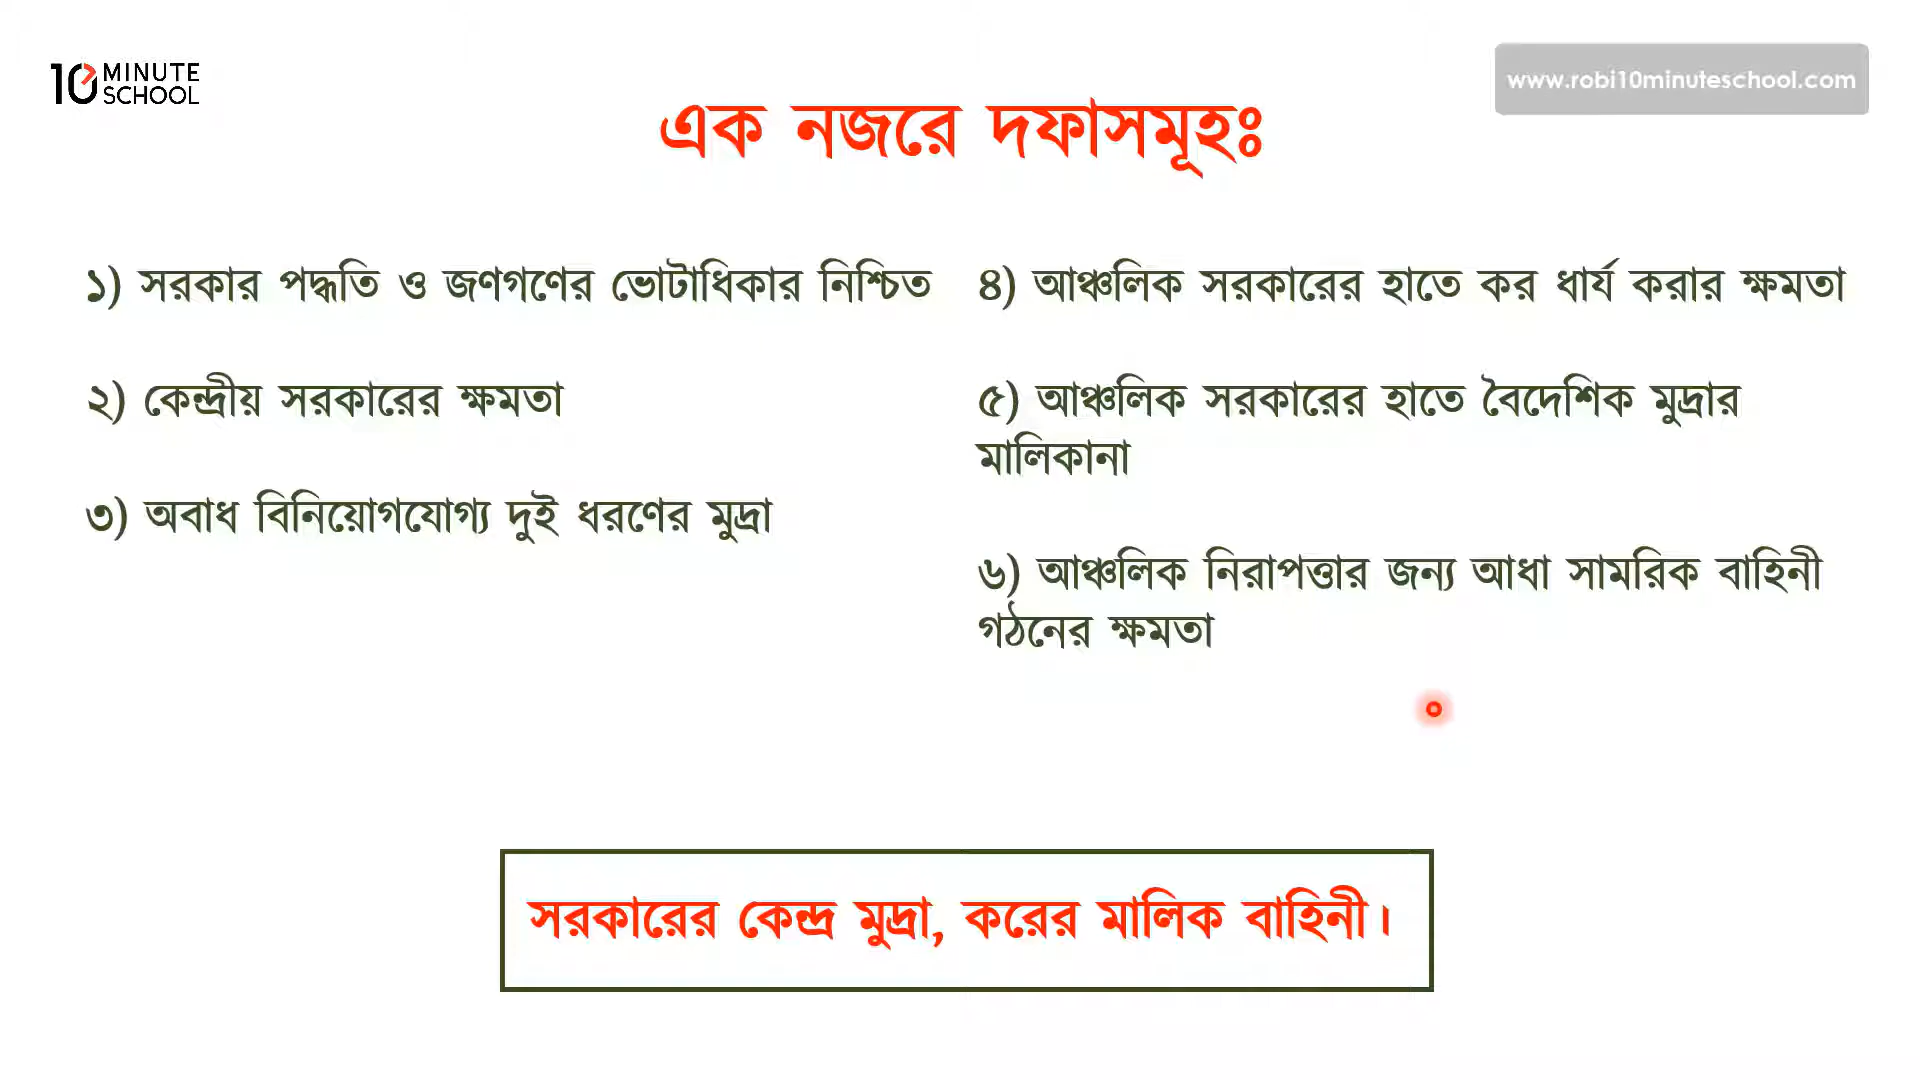 10 MINUTE SCHOOL
www.robi10minuteschool.com
এক নজরে দফাসমূহঃ
১) সরকার পদ্ধতি ও জণগণের ভোটাধিকার নিশ্চিত
২) কেন্দ্রীয় সরকারের ক্ষমতা
৩) অবাধ বিনিয়োগযোগ্য দুই ধরণের মুদ্রা
৪) আঞ্চলিক সরকারের হাতে কর ধার্য করার ক্ষমতা
৫) আঞ্চলিক সরকারের হাতে বৈদেশিক মুদ্রার
মালিকানা
৬) আঞ্চলিক নিরাপত্তার জন্য আধা সামরিক বাহিনী
গঠনের ক্ষমতা
সরকারের কেন্দ্র মুদ্রা, করের মালিক বাহিনী।